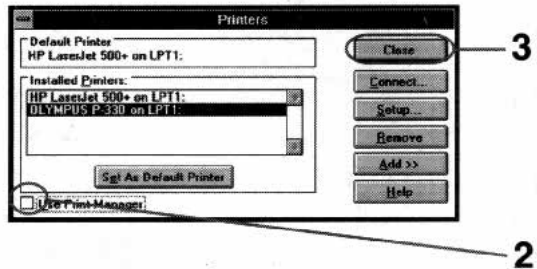 Printers
Default Printer
HP LaserJet 500+ on LPT1:
Installed Printers:
HP LaserJet 500+ on LPT1:
OLYMPUS P-330 on LPT1:
Set As Default Printer
Use Print Manager
Close
Connect...
Setup...
Remove
Add >>
Help
3
2